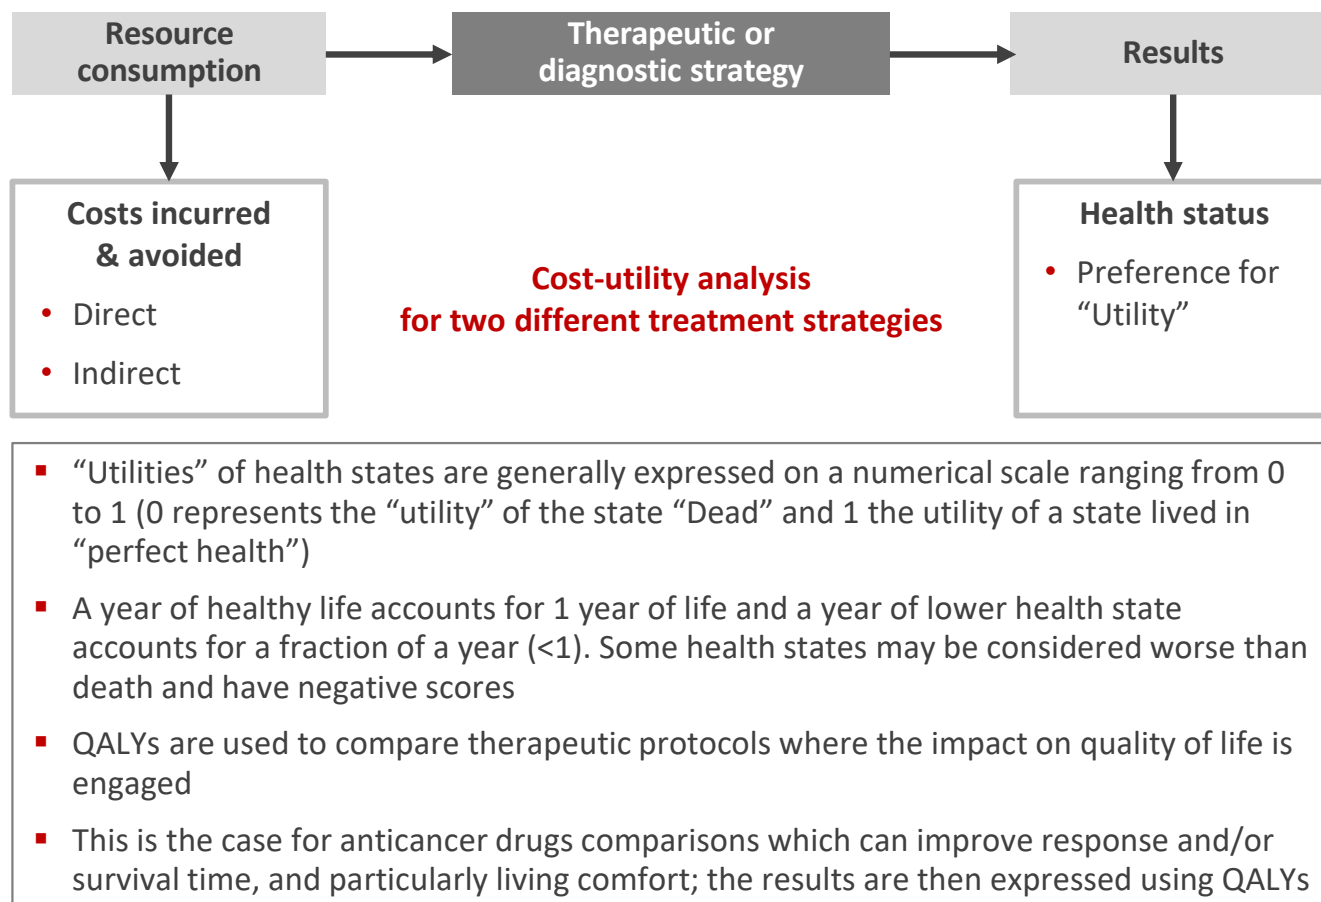 Resource
consumption
Therapeutic or
diagnostic strategy
Results
Costs incurred
& avoided
• Direct
• Indirect
Cost-utility analysis
for two different treatment strategies
Health status
• Preference for
“Utility”
▪ “Utilities” of health states are generally expressed on a numerical scale ranging from 0
to 1 (0 represents the “utility” of the state “Dead” and 1 the utility of a state lived in
“perfect health”)
▪ A year of healthy life accounts for 1 year of life and a year of lower health state
accounts for a fraction of a year (<1). Some health states may be considered worse than
death and have negative scores
▪ QALYs are used to compare therapeutic protocols where the impact on quality of life is
engaged
▪ This is the case for anticancer drugs comparisons which can improve response and/or
survival time, and particularly living comfort; the results are then expressed using QALYs